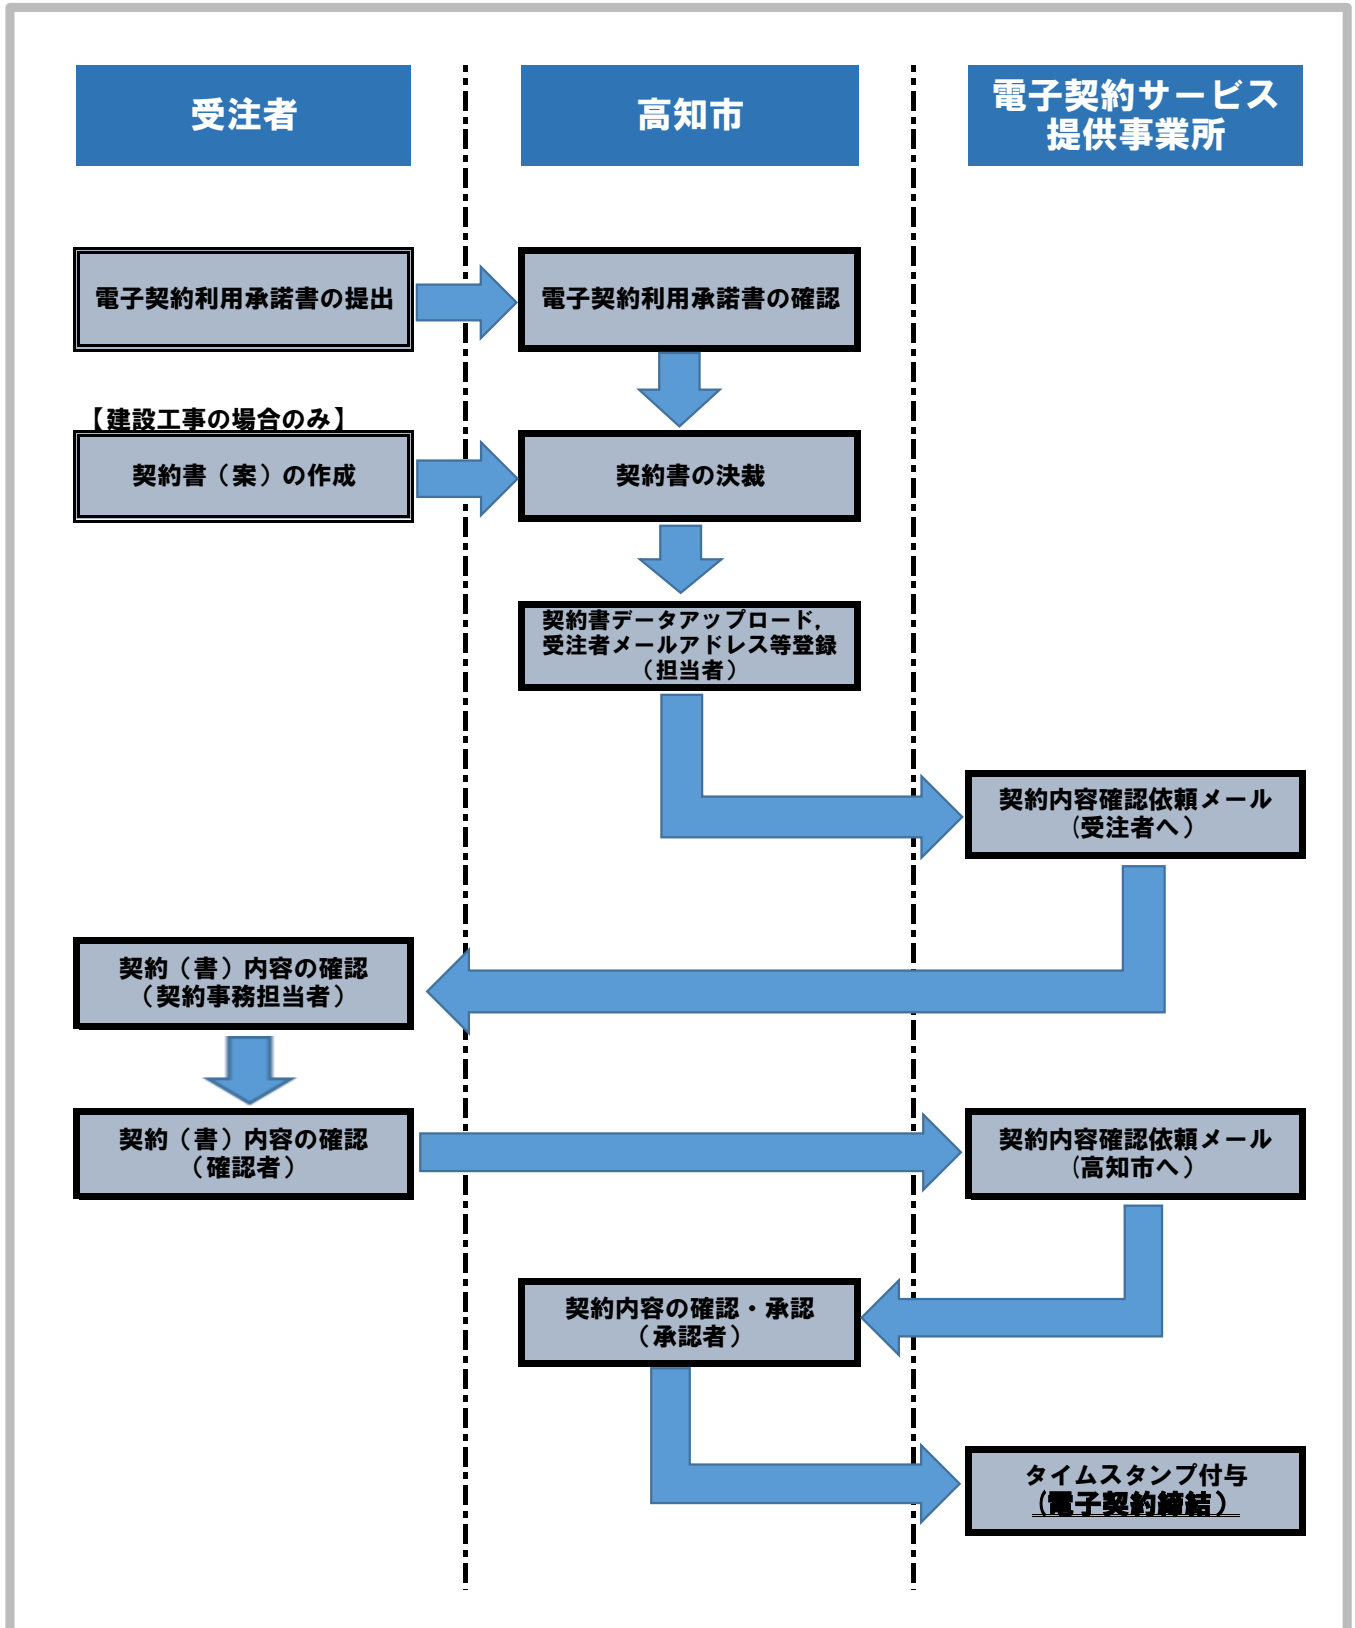 受注者
高知市
電子契約サービス
提供事業所
電子契約利用承諾書の提出
電子契約利用承諾書の確認
【建設工事の場合のみ】
契約書（案）の作成
契約書の決裁
契約書データアップロード，
受注者メールアドレス等登録
（担当者）
契約内容確認依頼メール
(受注者へ）
契約（書）内容の確認
（契約事務担当者）
契約（書）内容の確認
（確認者）
契約内容確認依頼メール
(高知市へ）
契約内容の確認・承認
（承認者）
タイムスタンプ付与
(電子契約締結）